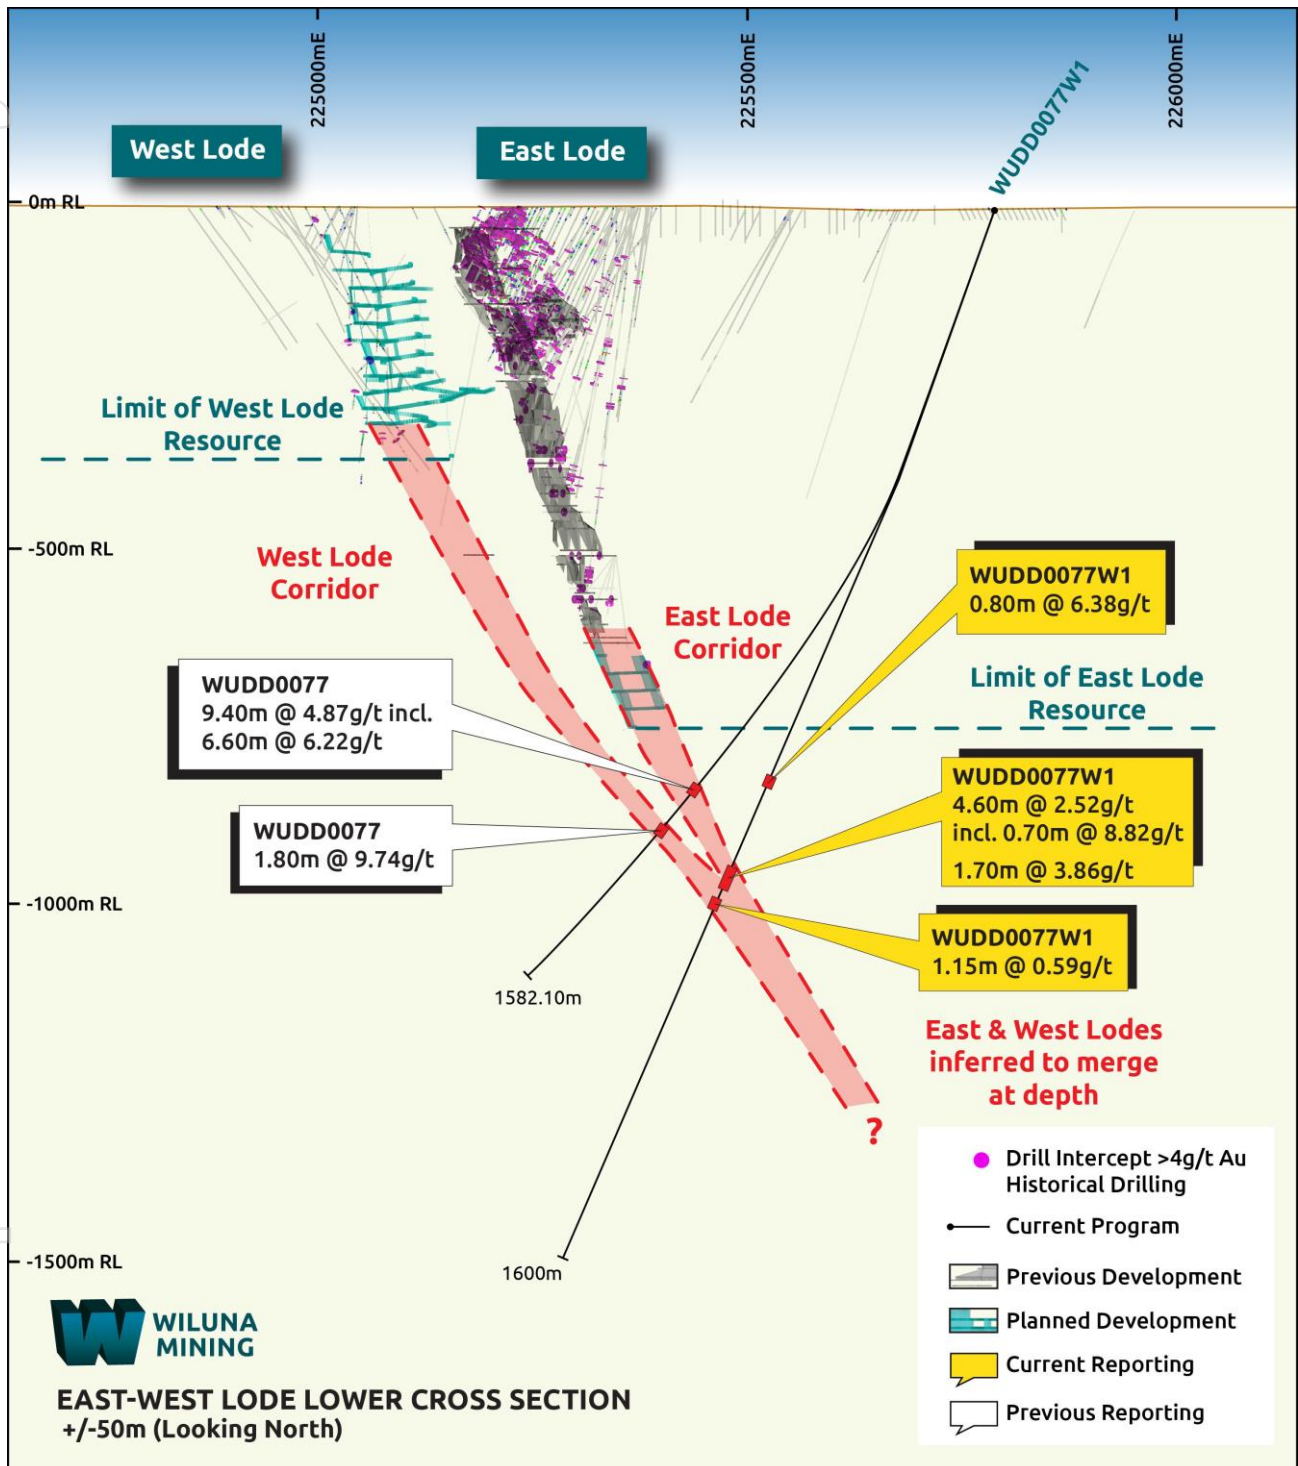 225000mE
225500mE
226000mE
WUDD0077W1
West Lode
East Lode
0m RL
Limit of West Lode
Resource
-500m RL
West Lode
Corridor
WUDD0077W1
0.80m @ 6.38g/t
East Lode
Corridor
Limit of East Lode
Resource
WUDD0077
9.40m @ 4.87g/t incl.
6.60m @ 6.22g/t
WUDD0077W1
4.60m @ 2.52g/t
incl. 0.70m @ 8.82g/t
1.70m @ 3.86g/t
WUDD0077
1.80m @ 9.74g/t
-1000m RL
WUDD0077W1
1.15m @ 0.59g/t
1582.10m
East & West Lodes
inferred to merge
at depth
?
Drill Intercept >4g/t Au
Historical Drilling
Current Program
-1500m RL
1600m
Previous Development
Planned Development
Current Reporting
Previous Reporting
W WILUNA
MINING
EAST-WEST LODE LOWER CROSS SECTION
+/-50m (Looking North)